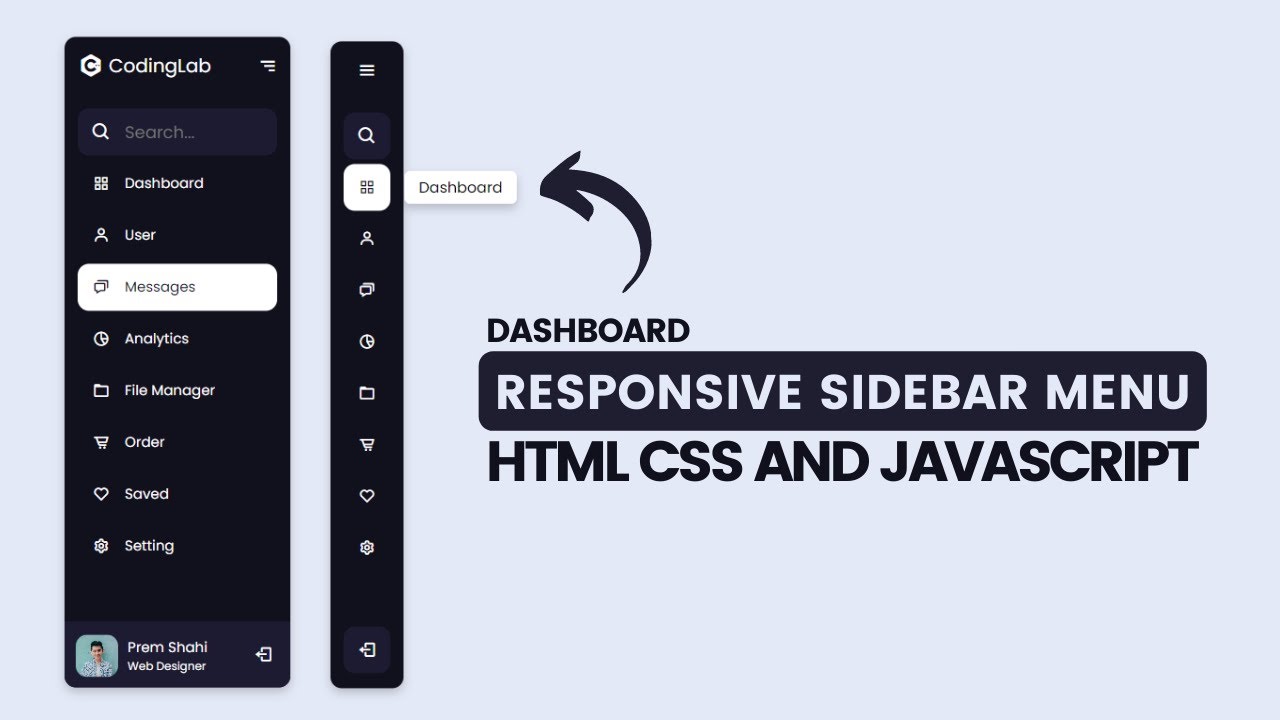 CodingLab
Search...
Dashboard
User
Messages
Analytics
File Manager
Order
Saved
Setting
Prem Shahi
Web Designer
Dashboard
DASHBOARD
RESPONSIVE SIDEBAR MENU
HTML CSS AND JAVASCRIPT